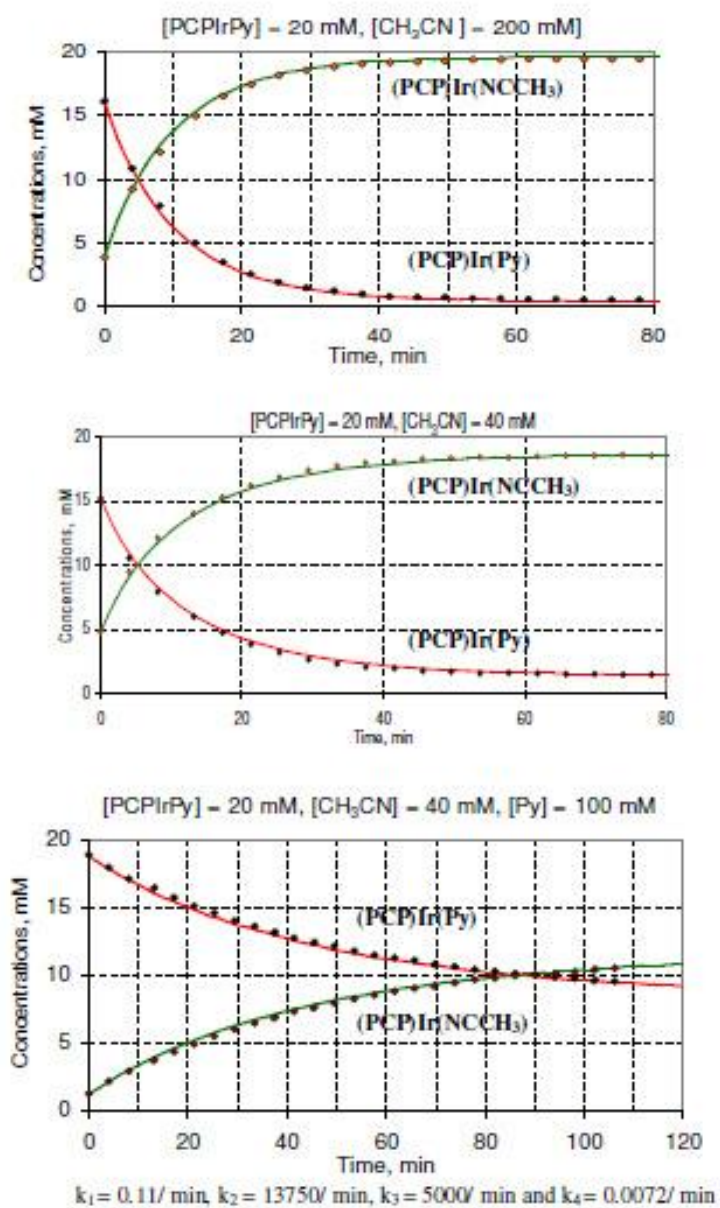 [PCPIrPy] = 20 mM, [CH₃CN ] = 200 mM]
Concentrations, mM
20
15
10
5
0
(PCP)Ir(NCCH₃)
(PCP)Ir(Py)
0 20 40 60 80
Time, min
[PCPIrPy] = 20 mM, [CH₃CN] = 40 mM
Concentrations, mM
20
15
10
5
0
(PCP)Ir(NCCH₃)
(PCP)Ir(Py)
0 20 40 60 80
Time, min
[PCPIrPy] = 20 mM, [CH₃CN] = 40 mM, [Py] = 100 mM
Concentrations, mM
20
15
10
5
0
(PCP)Ir(Py)
(PCP)Ir(NCCH₃)
0 20 40 60 80 100 120
Time, min
k₁= 0.11/ min, k₂ = 13750/ min, k₃= 5000/ min and k₄= 0.0072/ min